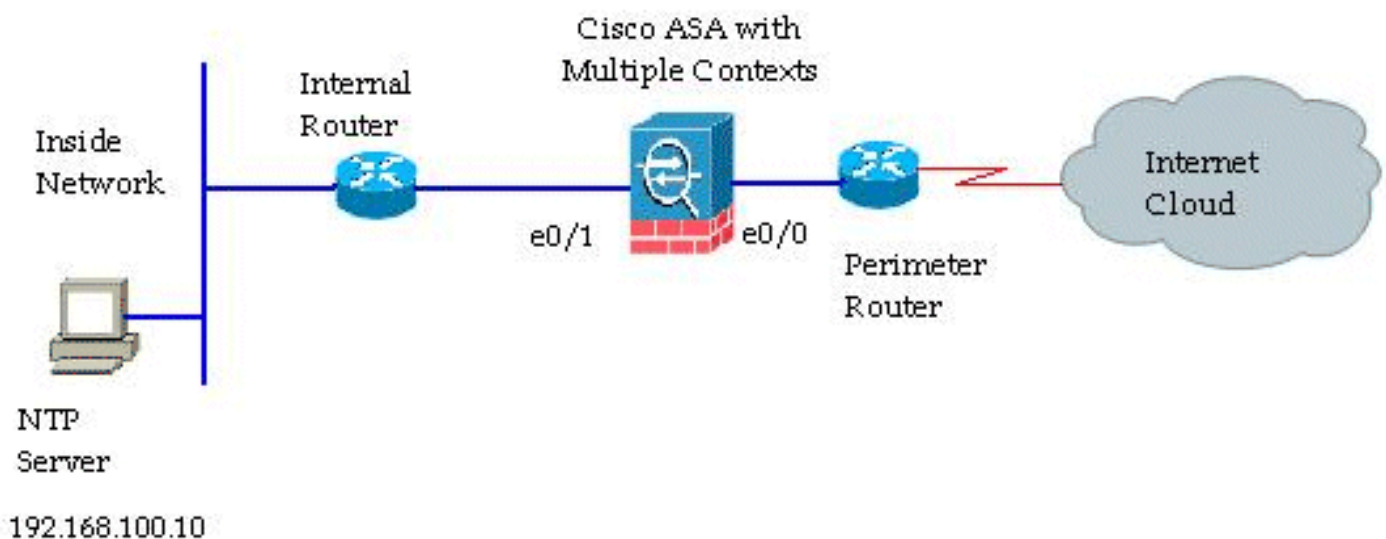 Cisco ASA with
Multiple Contexts
Internal
Router
Inside
Network
Internet
Cloud
e0/1
e0/0
Perimeter
Router
NTP
Server
192.168.100.10